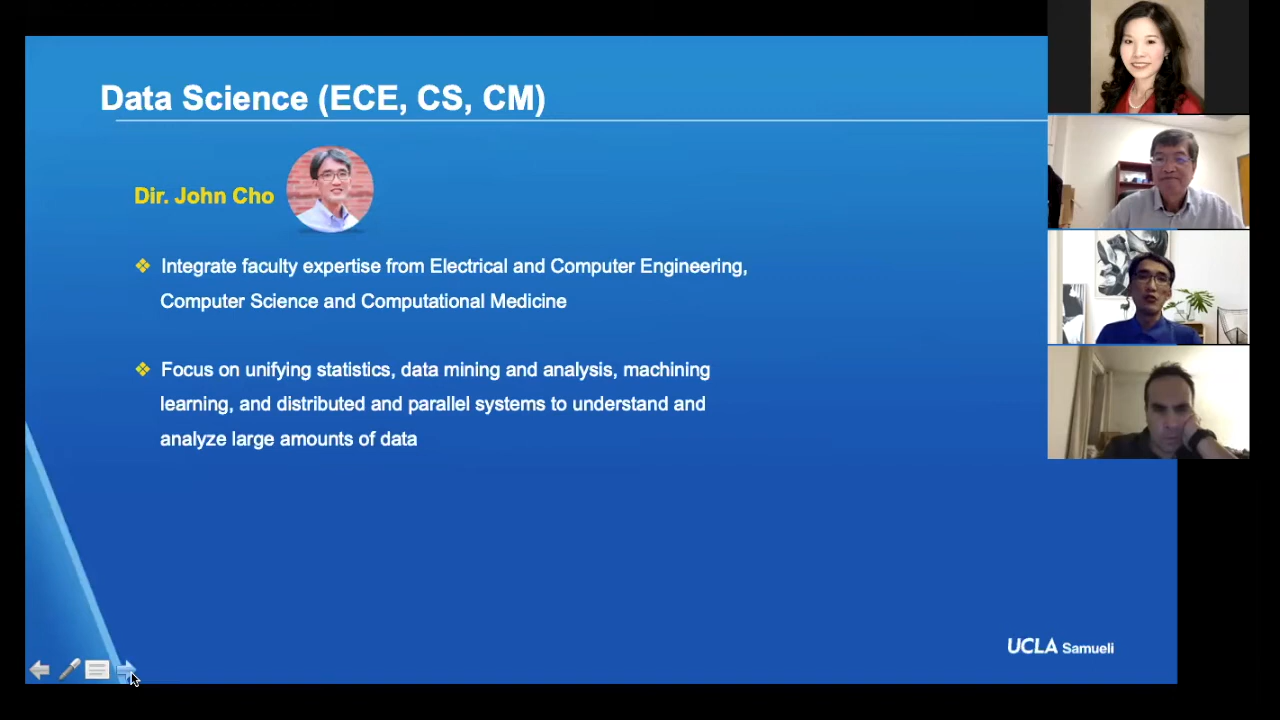 Data Science (ECE, CS, CM)
Dir. John Cho
Integrate faculty expertise from Electrical and Computer Engineering,
Computer Science and Computational Medicine
Focus on unifying statistics, data mining and analysis, machining
learning, and distributed and parallel systems to understand and
analyze large amounts of data
UCLA Samueli